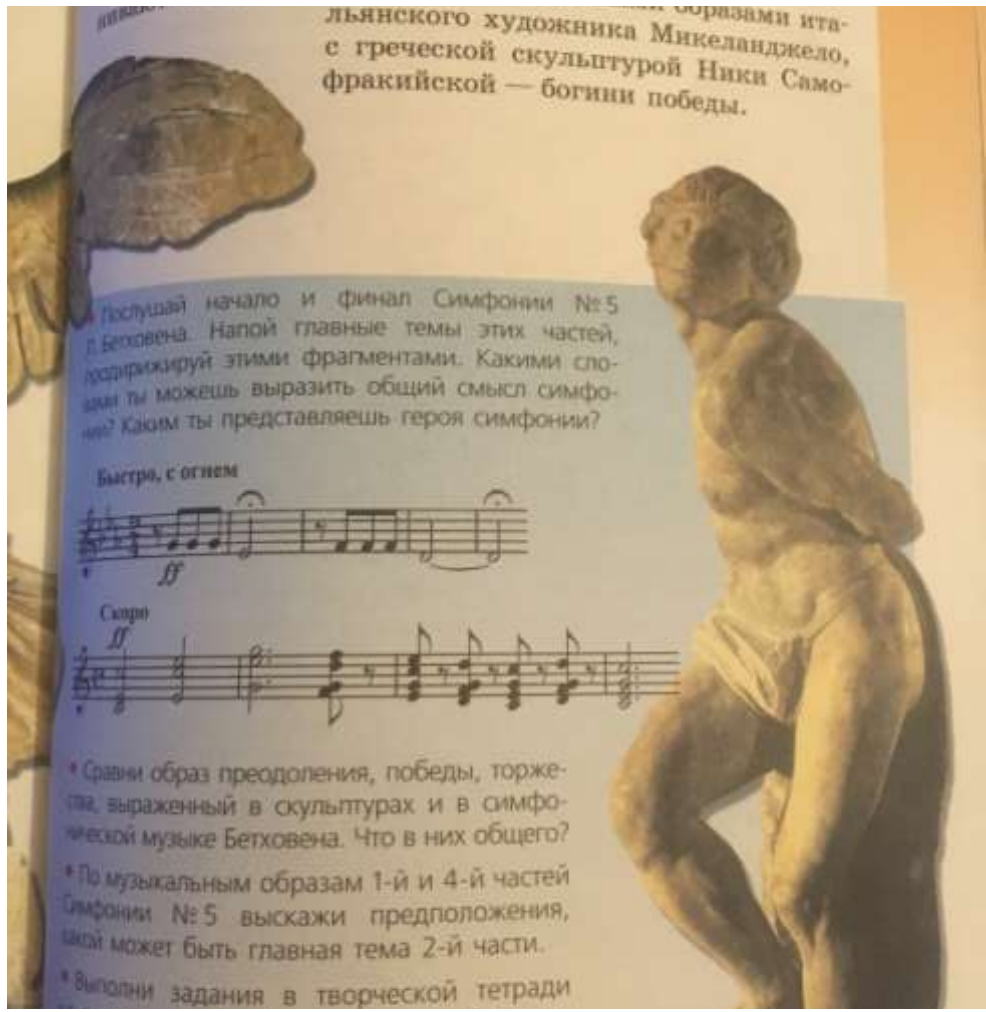 образами ита-
льянского художника Микеланджело,
с греческой скульптурой Ники Само-
фракийской — богини победы.
• Послушай начало и финал Симфонии № 5
Л. Бетховена. Напой главные темы этих частей,
продирижируй этими фрагментами. Какими сло-
вами ты можешь выразить общий смысл симфо-
нии? Каким ты представляешь героя симфонии?
Быстро, с огнем
ff
Скоро
ff
• Сравни образ преодоления, победы, торже-
ства, выраженный в скульптурах и в симфо-
нической музыке Бетховена. Что в них общего?
• По музыкальным образам 1-й и 4-й частей
Симфонии № 5 выскажи предположения,
какой может быть главная тема 2-й части.
• Выполни задания в творческой тетради